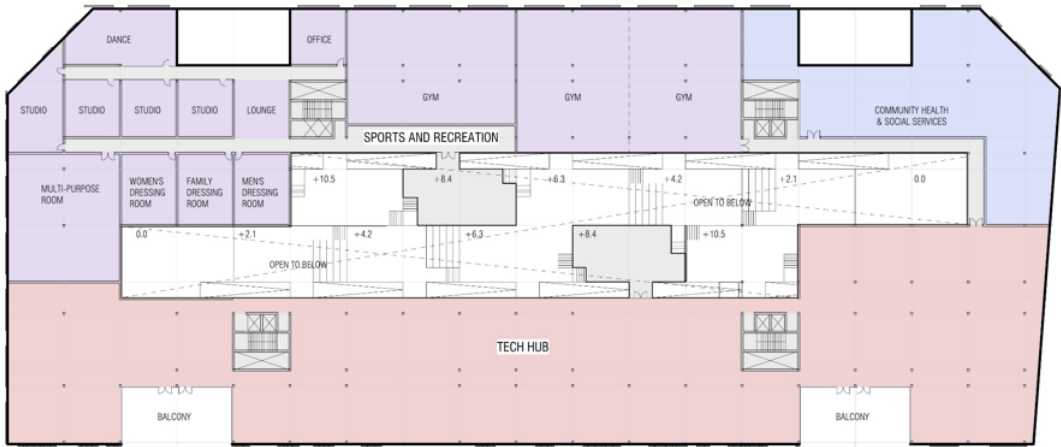 DANCE
OFFICE
GYM
GYM
GYM
STUDIO
STUDIO
STUDIO
STUDIO
LOUNGE
COMMUNITY HEALTH
& SOCIAL SERVICES
SPORTS AND RECREATION
MULTI-PURPOSE
ROOM
WOMEN'S
DRESSING
ROOM
FAMILY
DRESSING
ROOM
MEN'S
DRESSING
ROOM
+10.5
+8.4
+6.3
+4.2
+2.1
0.0
OPEN TO BELOW
0.0
+2.1
+4.2
+6.3
+8.4
+10.5
OPEN TO BELOW
TECH HUB
BALCONY
BALCONY